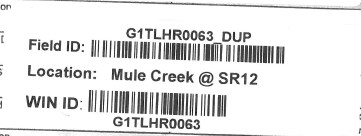 G1TLHR0063_DUP
Field ID:
Location: Mule Creek @ SR12
WIN ID:
G1TLHR0063